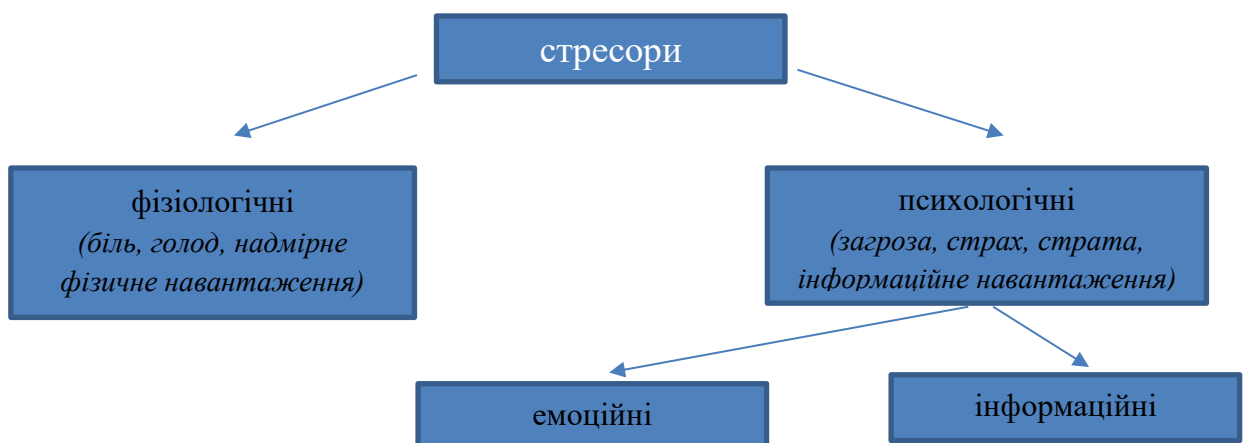 стресори
фізіологічні
(біль, голод, надмірне
фізичне навантаження)
психологічні
(загроза, страх, страта,
інформаційне навантаження)
емоційні
інформаційні